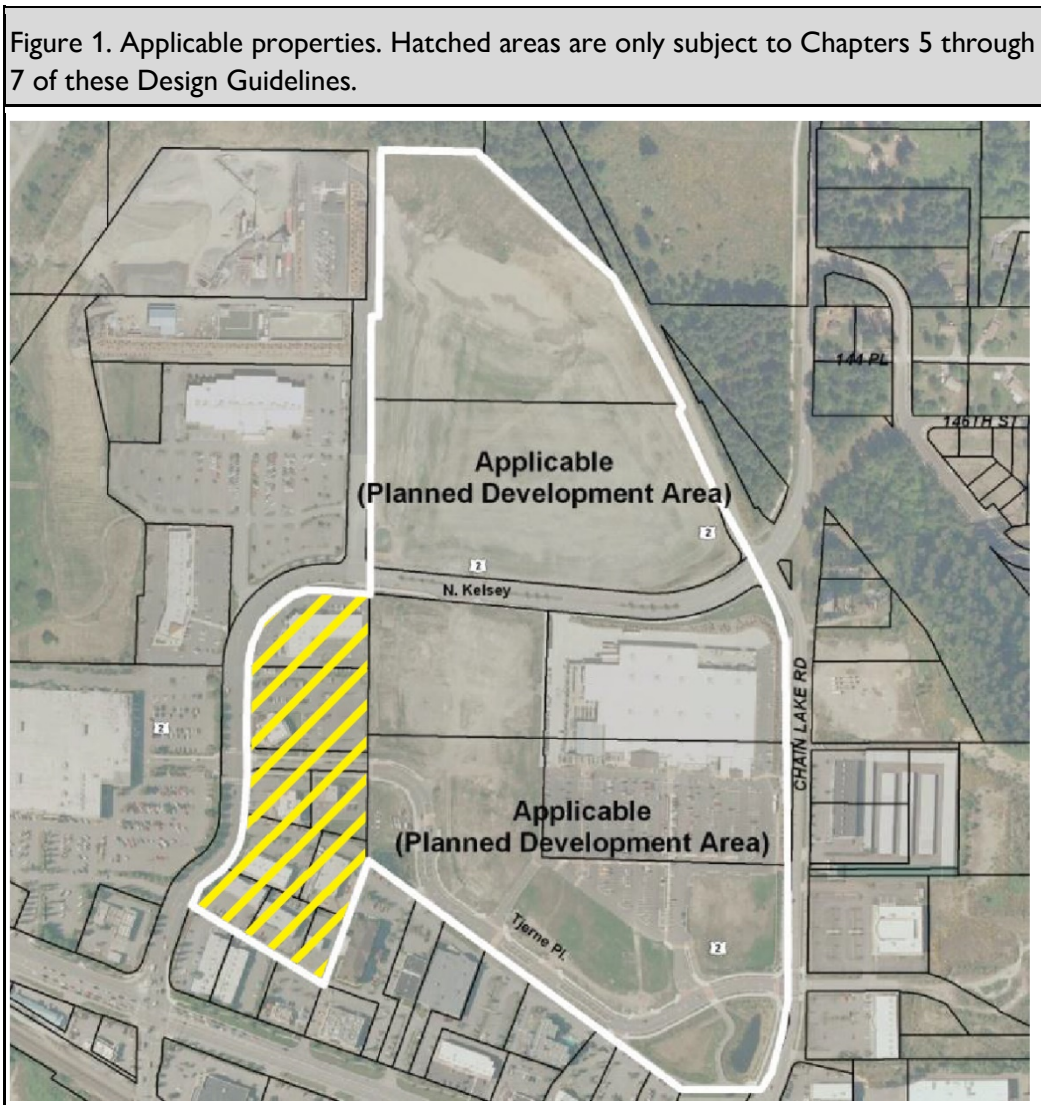 Figure 1. Applicable properties. Hatched areas are only subject to Chapters 5 through
7 of these Design Guidelines.
144 PL
146TH ST
Applicable
(Planned Development Area)
2
2
N. Kelsey
CHAIN LAKE RD
2
Applicable
(Planned Development Area)
Tjerne Pl.
2